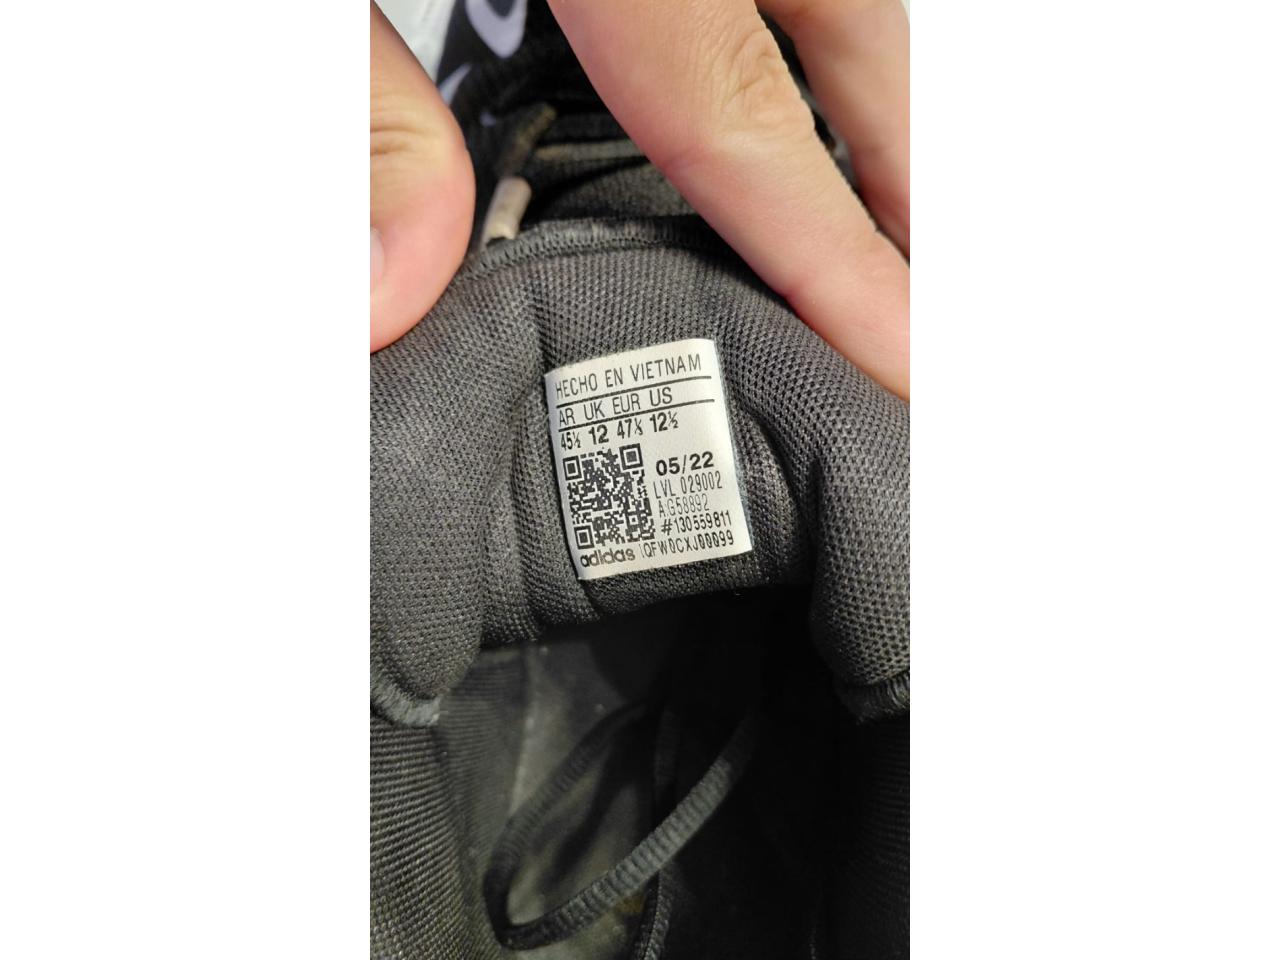 HECHO EN VIETNAM
AR UK EUR US
45½ 12 47⅓ 12½
05/22
LVL 029002
AG58892
#130559811
adidas IQFW0CXJ00099